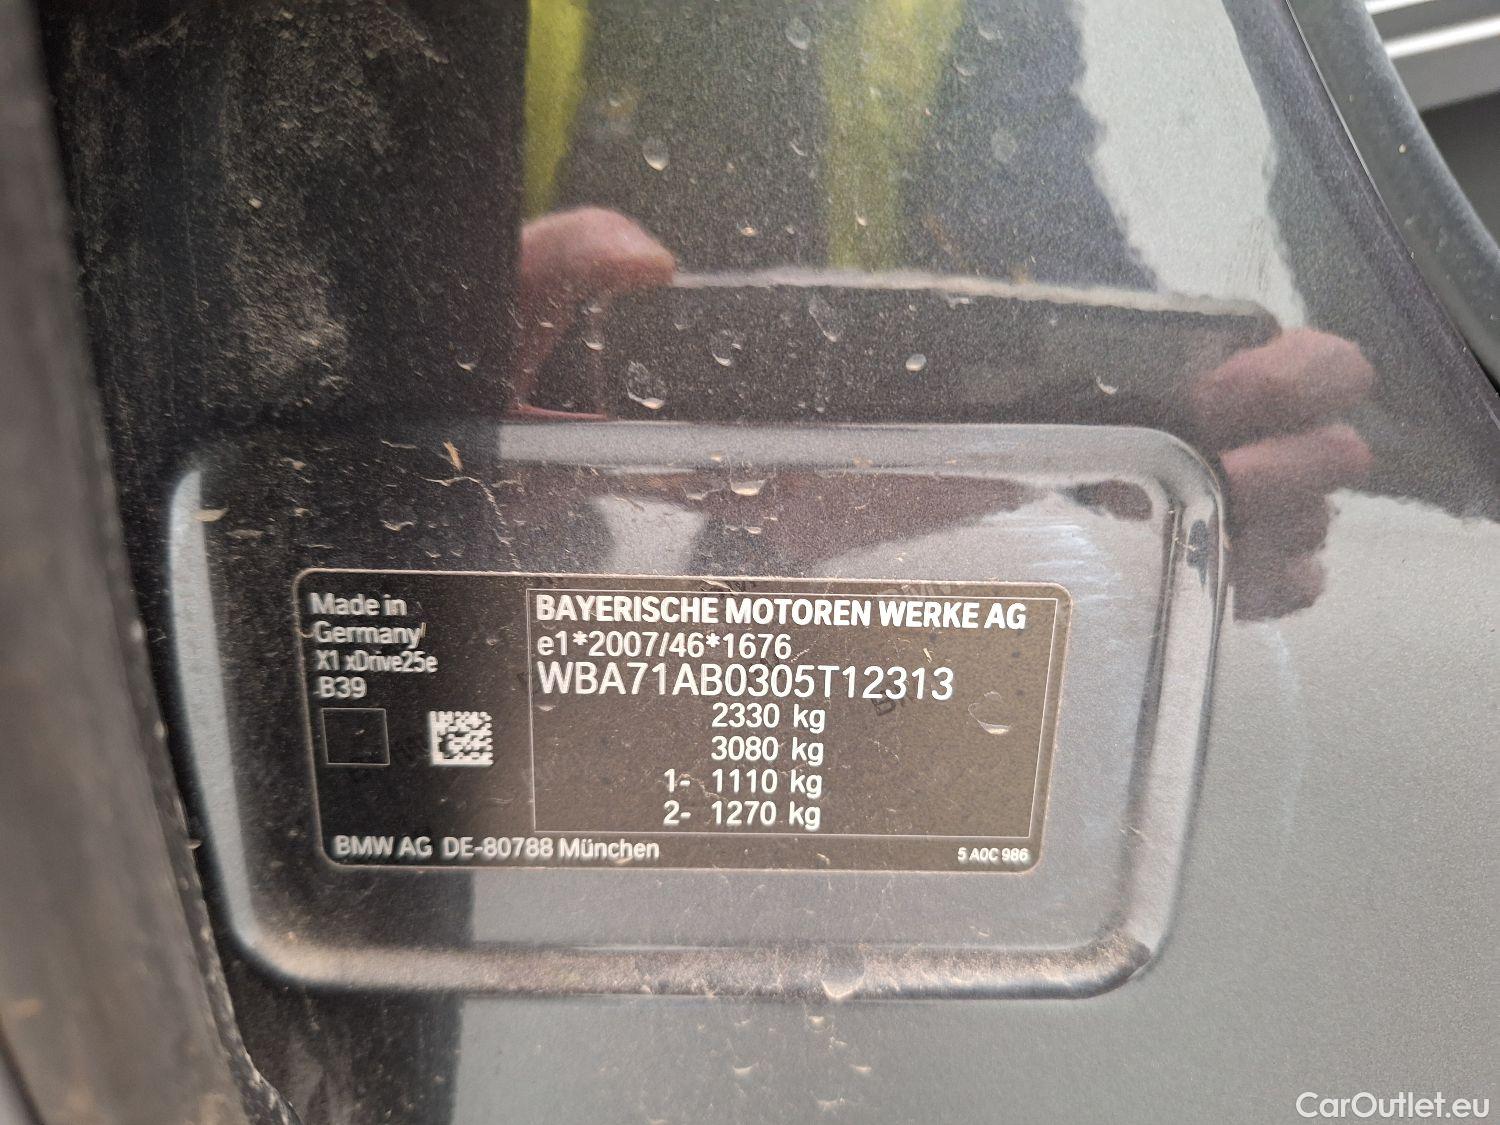 Made in
Germany
X1 xDrive25e
B39
BAYERISCHE MOTOREN WERKE AG
e1*2007/46*1676
WBA71AB0305T12313
2330 kg
3080 kg
1- 1110 kg
2- 1270 kg
BMW AG DE-80788 München
5 A0C 986
CarOutlet.eu